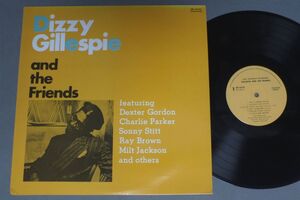 Dizzy
Gillespie
and
the
Friends
featuring
Dexter Gordon
Charlie Parker
Sonny Stitt
Ray Brown
Milt Jackson
and others